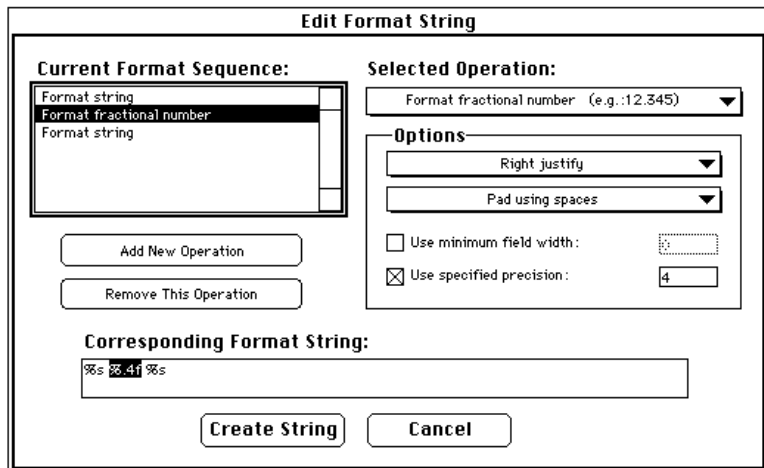 Edit Format String
Current Format Sequence:
Format string
Format fractional number
Format string
Add New Operation
Remove This Operation
Selected Operation:
Format fractional number (e.g.:12.345)
Options
Right justify
Pad using spaces
Use minimum field width:
Use specified precision: 4
Corresponding Format String:
%s %.4f %s
Create String Cancel